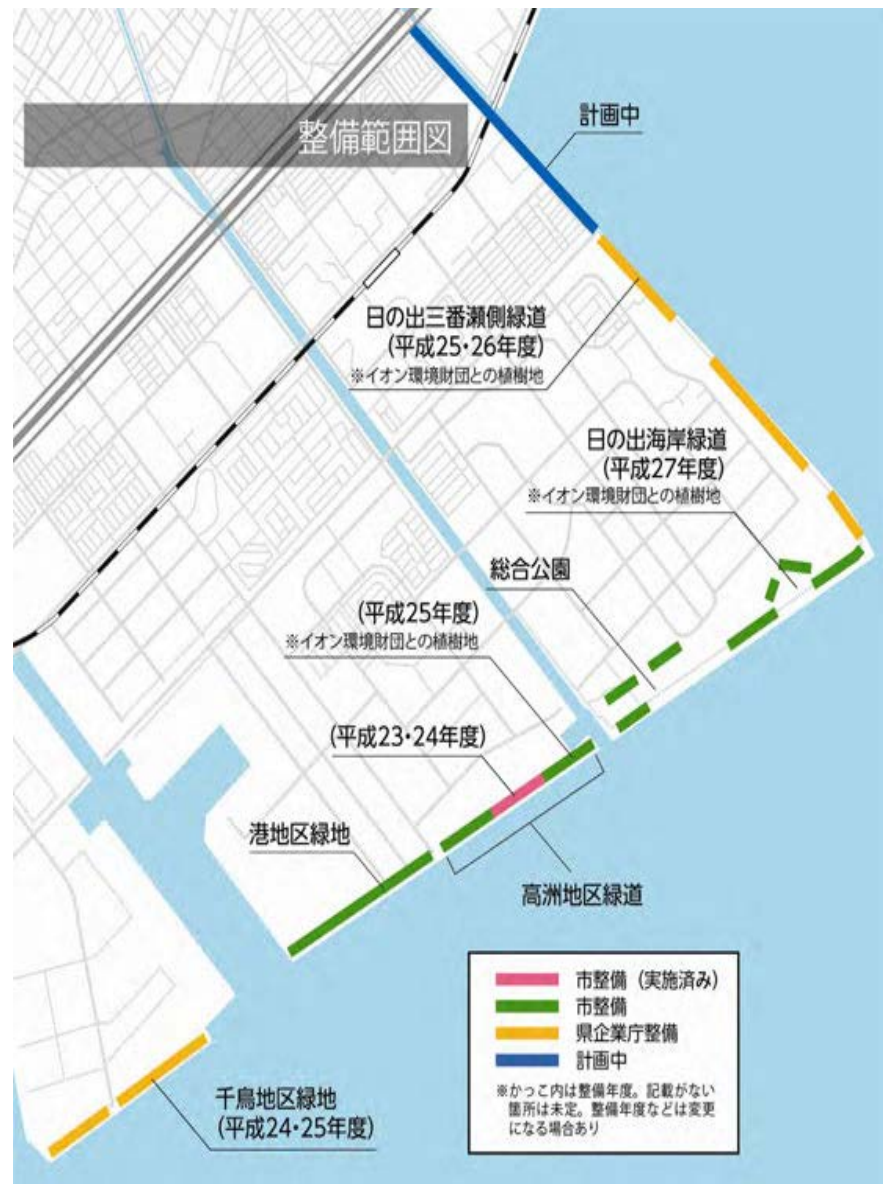 整備範囲図
計画中
日の出三番瀬側緑道
(平成25・26年度)
※イオン環境財団との植樹地
日の出海岸緑道
(平成27年度)
※イオン環境財団との植樹地
総合公園
(平成25年度)
※イオン環境財団との植樹地
(平成23・24年度)
港地区緑地
高洲地区緑道
千鳥地区緑地
(平成24・25年度)
市整備（実施済み）
市整備
県企業庁整備
計画中
※かっこ内は整備年度。記載がない
箇所は未定。整備年度などは変更
になる場合あり